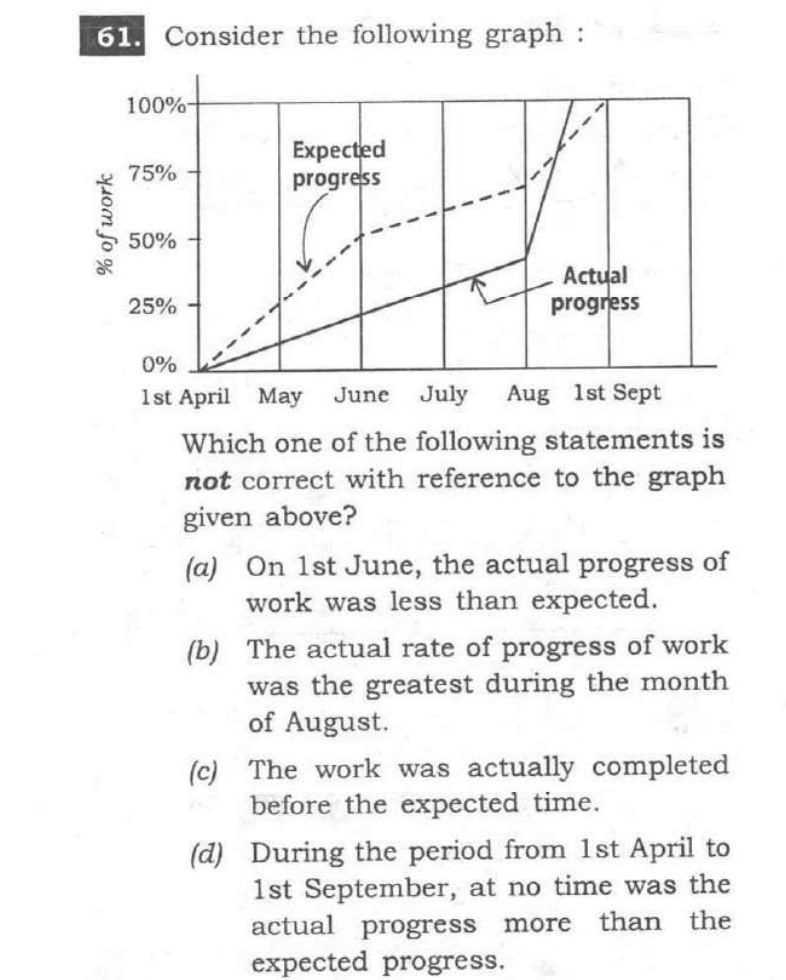 61. Consider the following graph :
100%
Expected
progress
75%
% of work
50%
Actual
progress
25%
0%
1st April May June July Aug 1st Sept
Which one of the following statements is
not correct with reference to the graph
given above?
(a) On 1st June, the actual progress of
work was less than expected.
(b) The actual rate of progress of work
was the greatest during the month
of August.
(c) The work was actually completed
before the expected time.
(d) During the period from 1st April to
1st September, at no time was the
actual progress more than the
expected progress.